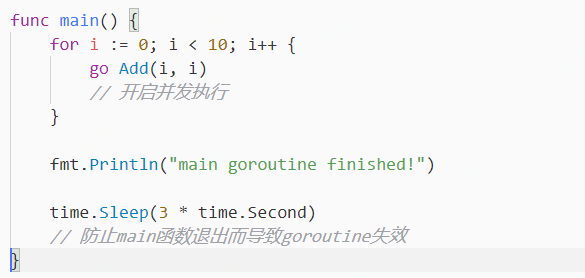 func main() {
    for i := 0; i < 10; i++ {
        go Add(i, i)
        // 开启并发执行
    }
    fmt.Println("main goroutine finished!")
    time.Sleep(3 * time.Second)
    // 防止main函数退出而导致goroutine失效
}